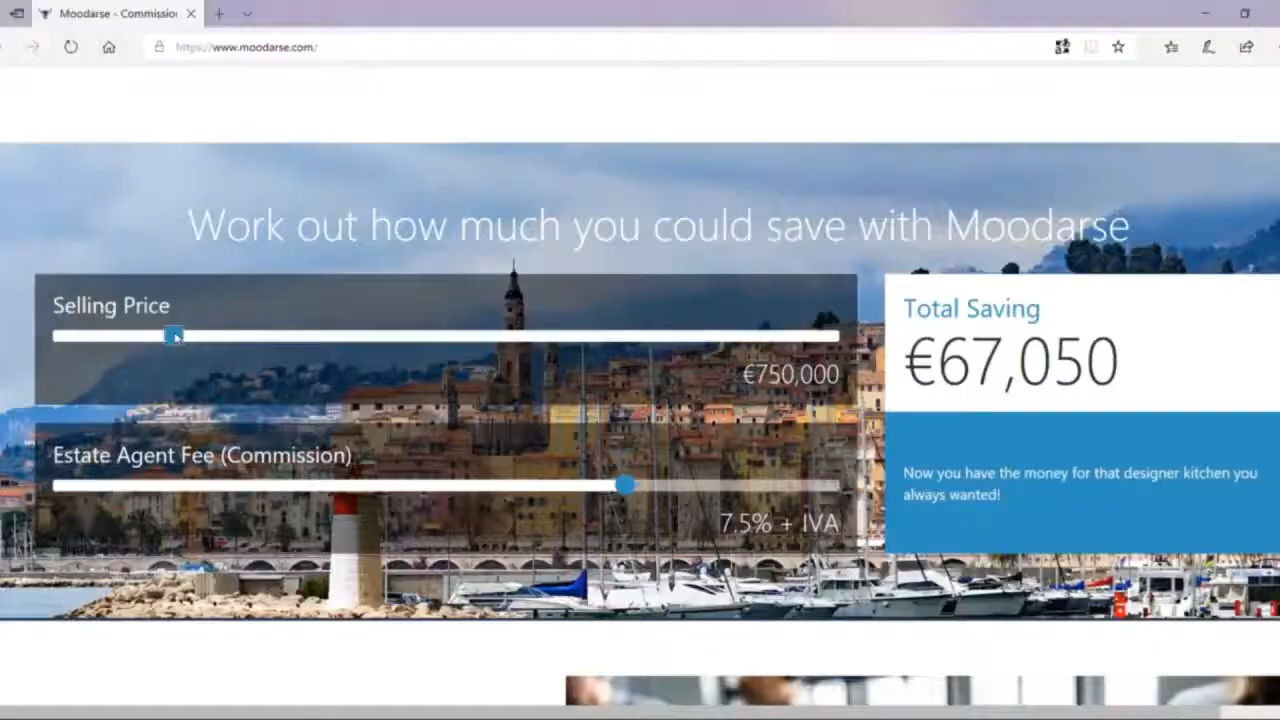 Moodarse - Commission
https://www.moodarse.com/
Work out how much you could save with Moodarse
Selling Price
€750,000
Estate Agent Fee (Commission)
7.5% + IVA
Total Saving
€67,050
Now you have the money for that designer kitchen you
always wanted!